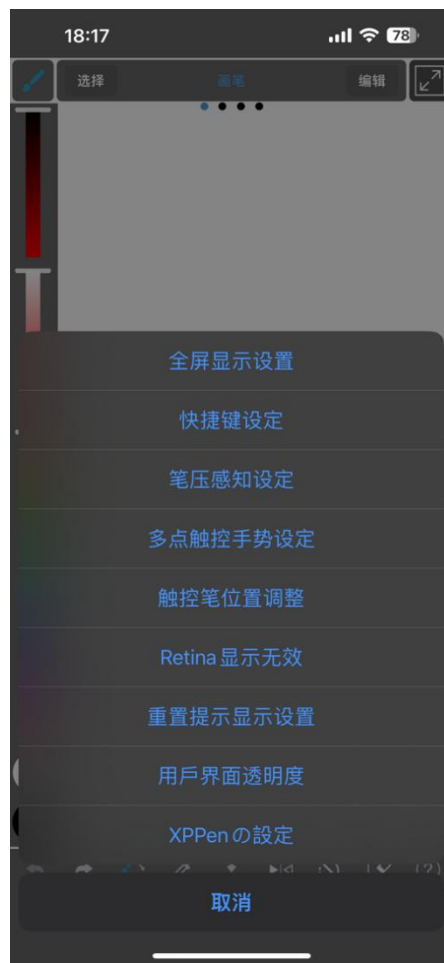 18:17
78
选择
画笔
编辑
全屏显示设置
快捷键设定
笔压感知设定
多点触控手势设定
触控笔位置调整
Retina显示无效
重置提示显示设置
用戶界面透明度
XPPenの設定
(?)
取消